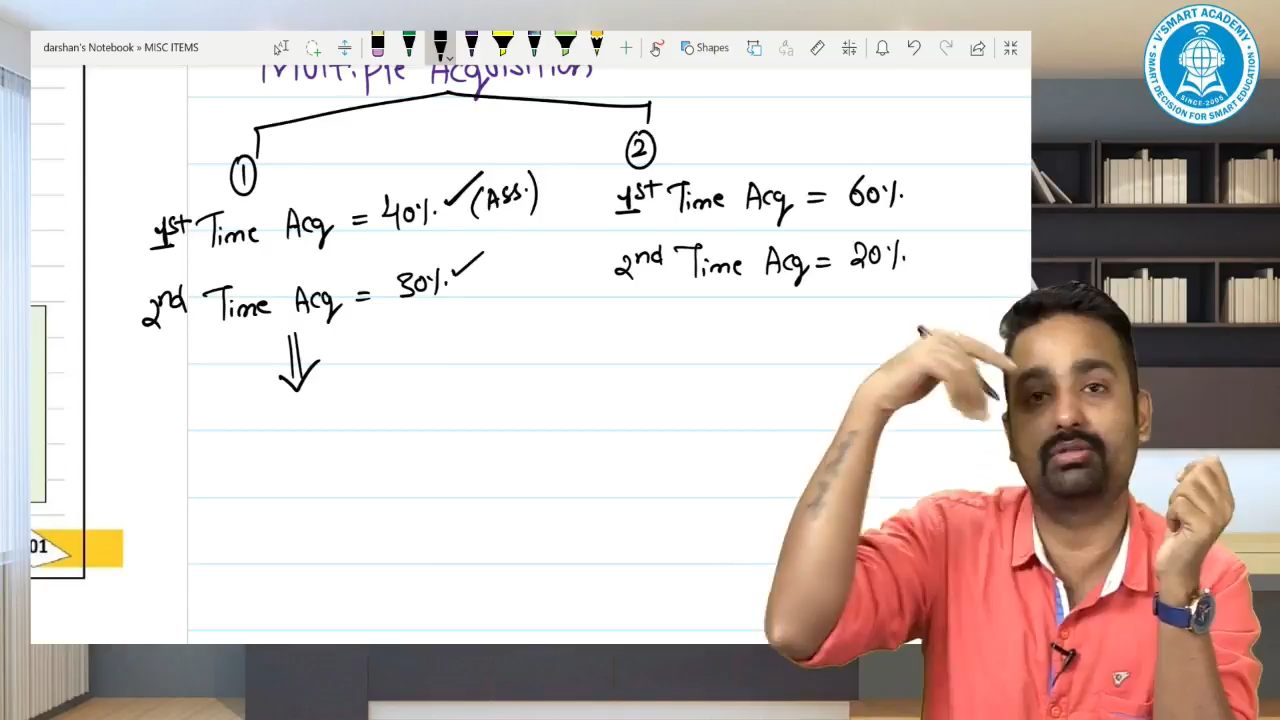 darshan's Notebook » MISC ITEMS
Shapes
V'SMART ACADEMY
SINCE-2005
SMART DECISION FOR SMART EDUCATION
Multiple Acquisition
①
②
1st Time Acq = 40%. ✓ (Ass.)
2nd Time Acq = 30%. ✓
1st Time Acq = 60%.
2nd Time Acq = 20%.
01